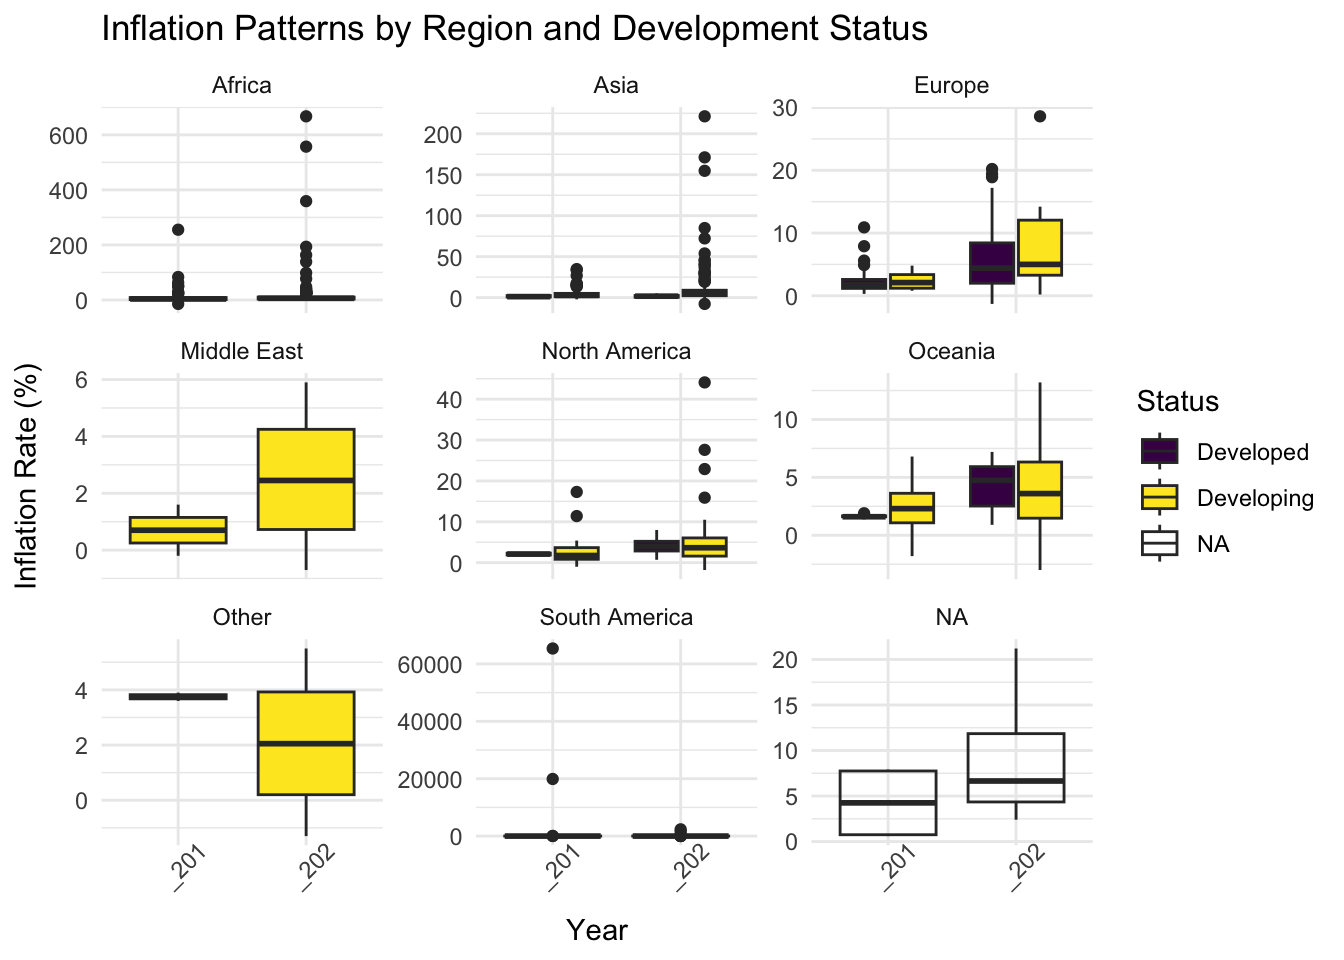 Inflation Patterns by Region and Development Status
Africa
Asia
Europe
600
400
200
0
200
150
100
50
0
30
20
10
0
Middle East
North America
Oceania
6
4
2
0
40
30
20
10
0
10
5
0
Other
South America
NA
4
2
0
60000
40000
20000
0
20
15
10
5
0
_201
_202
_201
_202
_201
_202
Inflation Rate (%)
Year
Status
Developed
Developing
NA